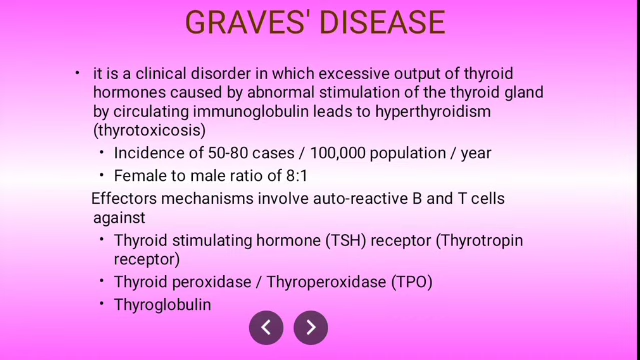 GRAVES' DISEASE
• it is a clinical disorder in which excessive output of thyroid
hormones caused by abnormal stimulation of the thyroid gland
by circulating immunoglobulin leads to hyperthyroidism
(thyrotoxicosis)
• Incidence of 50-80 cases / 100,000 population / year
• Female to male ratio of 8:1
Effectors mechanisms involve auto-reactive B and T cells
against
• Thyroid stimulating hormone (TSH) receptor (Thyrotropin
receptor)
• Thyroid peroxidase / Thyroperoxidase (TPO)
• Thyroglobulin